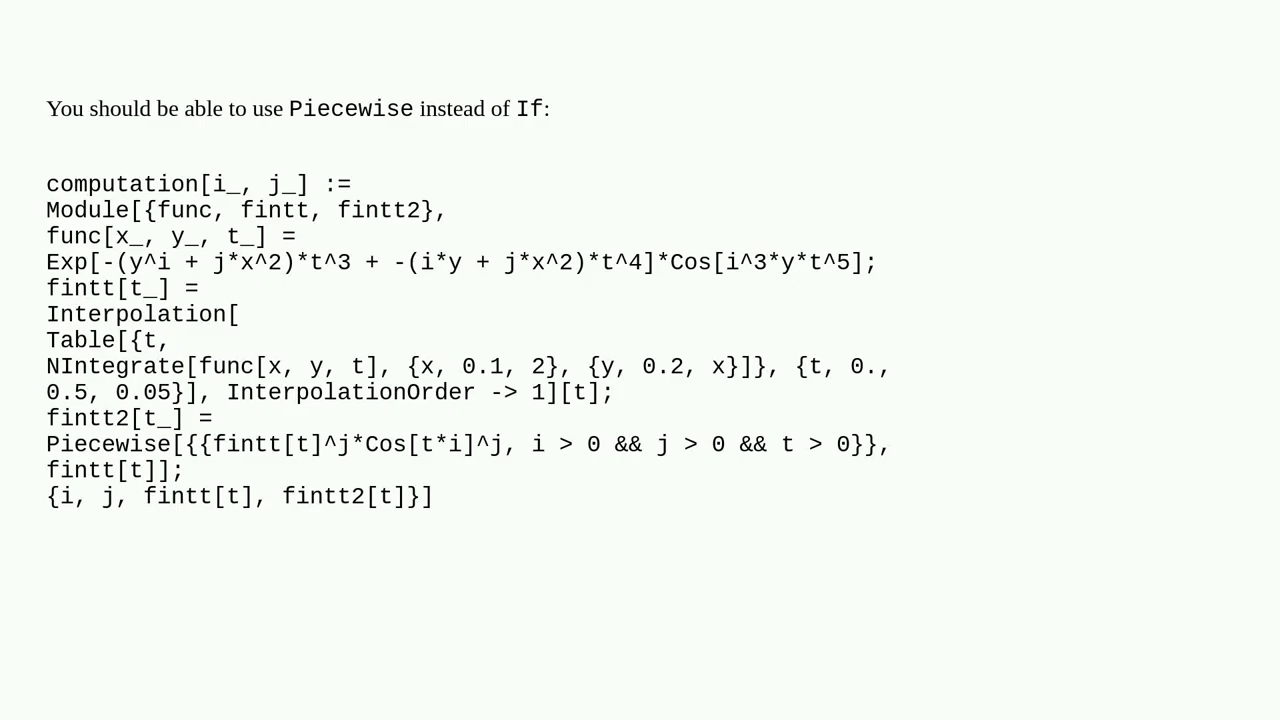 You should be able to use Piecewise instead of If:
computation[i_, j_] :=
Module[{func, fintt, fintt2},
func[x_, y_, t_] =
Exp[-(y^i + j*x^2)*t^3 + -(i*y + j*x^2)*t^4]*Cos[i^3*y*t^5];
fintt[t_] =
Interpolation[
Table[{t,
NIntegrate[func[x, y, t], {x, 0.1, 2}, {y, 0.2, x}]}, {t, 0.,
0.5, 0.05}], InterpolationOrder -> 1][t];
fintt2[t_] =
Piecewise[{{fintt[t]^j*Cos[t*i]^j, i > 0 && j > 0 && t > 0}},
fintt[t]];
{i, j, fintt[t], fintt2[t]}]